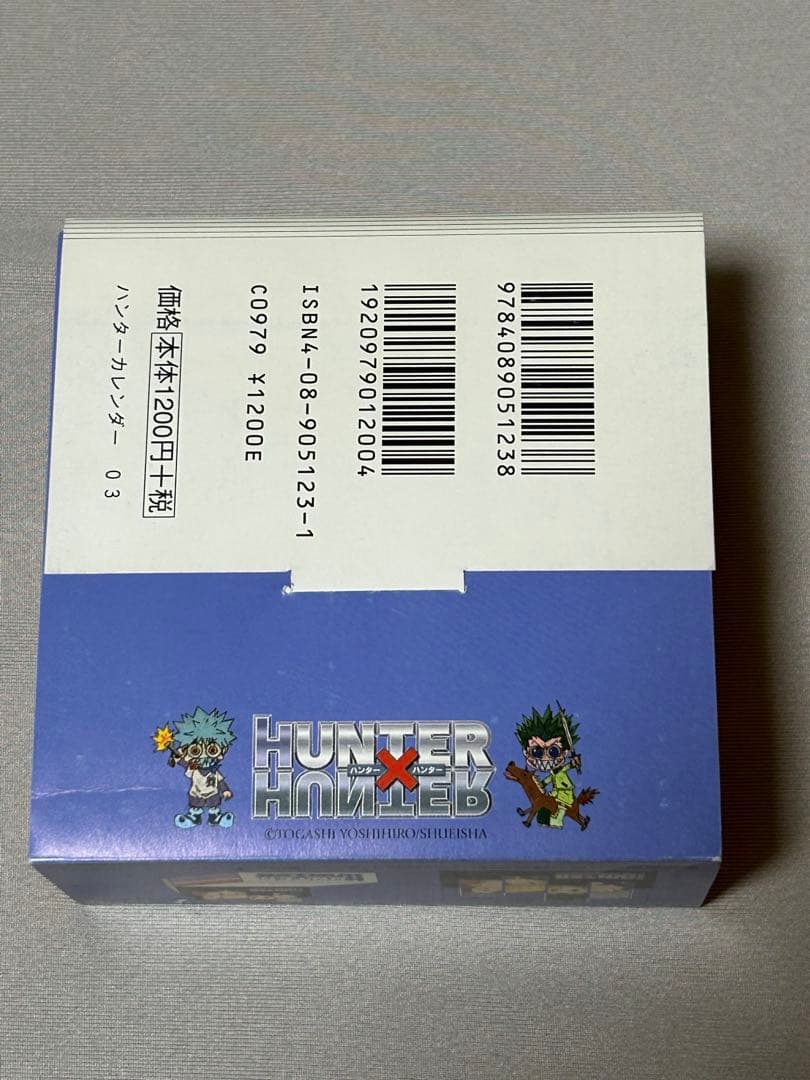 9784089051238
1920979012004
ISBN4-08-905123-1
C0979 ¥1200E
価格 本体1200円+税
ハンターカレンダー 03
HUNTER
ハンター×ハンター
HUNTER
©TOGASHI YOSHIHIRO/SHUEISHA